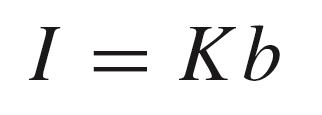 I = Kb